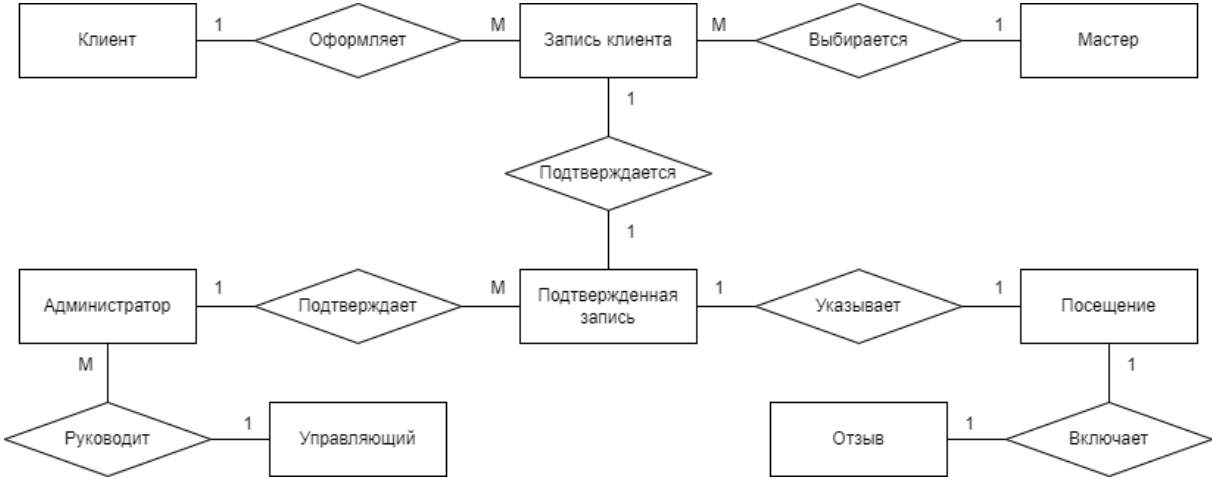 Клиент
1
Оформляет
М
Запись клиента
М
Выбирается
1
Мастер
1
Подтверждается
1
Администратор
1
Подтверждает
М
Подтвержденная
запись
1
Указывает
1
Посещение
М
1
Руководит
1
Управляющий
Отзыв
1
Включает